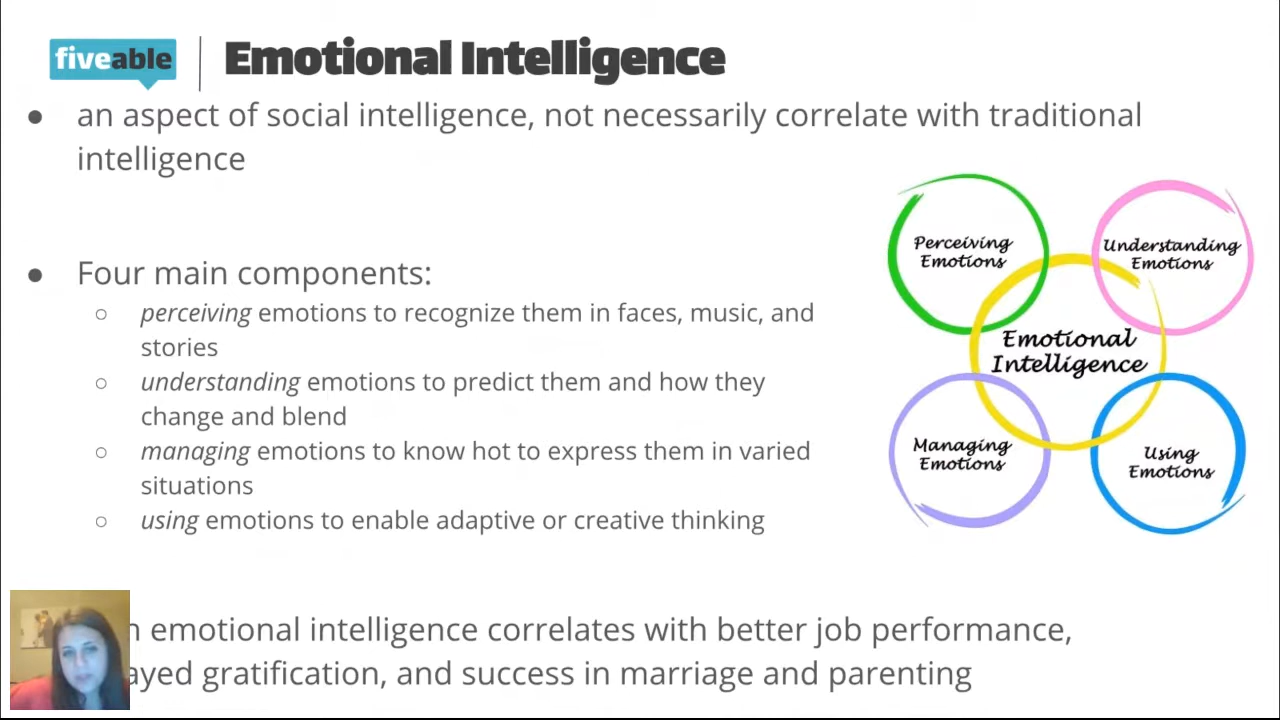 fiveable
Emotional Intelligence
● an aspect of social intelligence, not necessarily correlate with traditional
intelligence
● Four main components:
○ perceiving emotions to recognize them in faces, music, and
stories
○ understanding emotions to predict them and how they
change and blend
○ managing emotions to know hot to express them in varied
situations
○ using emotions to enable adaptive or creative thinking
emotional intelligence correlates with better job performance,
gratification, and success in marriage and parenting
Perceiving
Emotions
Understanding
Emotions
Emotional
Intelligence
Managing
Emotions
Using
Emotions